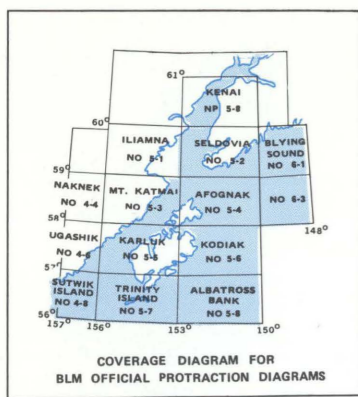 61°
KENAI
NP 5-8
60°
ILIAMNA
NO 5-1
SELDOVIA
NO 5-2
BLYING
SOUND
NO 6-1
59°
NAKNEK
NO 4-4
MT. KATMAI
NO 5-3
AFOGNAK
NO 5-4
NO 6-3
58°
148°
UGASHIK
NO 4-6
KARLUK
NO 5-5
KODIAK
NO 5-6
57°
SUTWIK
ISLAND
NO 4-8
TRINITY
ISLAND
NO 5-7
ALBATROSS
BANK
NO 5-8
56°
157°
156°
153°
150°
COVERAGE DIAGRAM FOR
BLM OFFICIAL PROTRACTION DIAGRAMS